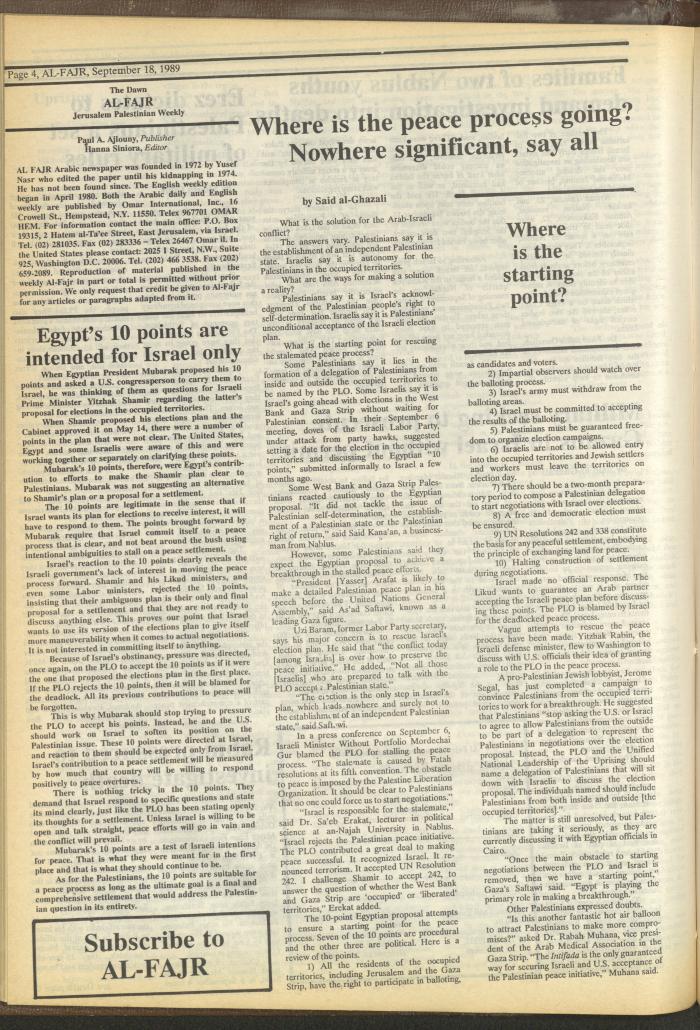 Page 4, AL-FAJR, September 18, 1989
The Dawn
AL-FAJR
Jerusalem Palestinian Weekly
Paul A. Ajlouny, Publisher
Hanna Siniora, Editor
AL FAJR Arabic newspaper was founded in 1972 by Yusef
Nasr who edited the paper until his kidnapping in 1974.
He has not been found since. The English weekly edition
began in April 1980. Both the Arabic daily and English
weekly are published by Omar International, Inc., 16
Crowell St., Hempstead, N.Y. 11550. Telex 967701 OMAR
HEM. For information contact the main office: P.O. Box
19315, 2 Hatem al-Ta'ee Street, East Jerusalem, via Israel.
Tel. (02) 281035. Fax (02) 283336 – Telex 26467 Omar il. In
the United States please contact: 2025 I Street, N.W., Suite
925, Washington D.C. 20006. Tel. (202) 466 3538. Fax (202)
659-2089. Reproduction of material published in the
weekly Al-Fajr in part or total is permitted without prior
permission. We only request that credit be given to Al-Fajr
for any articles or paragraphs adapted from it.
Egypt's 10 points are
intended for Israel only
When Egyptian President Mubarak proposed his 10
points and asked a U.S. congressperson to carry them to
Israel, he was thinking of them as questions for Israeli
Prime Minister Yitzhak Shamir regarding the latter's
proposal for elections in the occupied territories.
When Shamir proposed his elections plan and the
Cabinet approved it on May 14, there were a number of
points in the plan that were not clear. The United States,
Egypt and some Israelis were aware of this and were
working together or separately on clarifying these points.
Mubarak's 10 points, therefore, were Egypt's contrib-
ution to efforts to make the Shamir plan clear to
Palestinians. Mubarak was not suggesting an alternative
to Shamir's plan or a proposal for a settlement.
The 10 points are legitimate in the sense that if
Israel wants its plan for elections to receive interest, it will
have to respond to them. The points brought forward by
Mubarak require that Israel commit itself to a peace
process that is clear, and not beat around the bush using
intentional ambiguities to stall on a peace settlement.
Israel's reaction to the 10 points clearly reveals the
Israeli government's lack of interest in moving the peace
process forward. Shamir and his Likud ministers, and
even some Labor ministers, rejected the 10 points,
insisting that their ambiguous plan is their only and final
proposal for a settlement and that they are not ready to
discuss anything else. This proves our point that Israel
wants to use its version of the elections plan to give itself
more maneuverability when it comes to actual negotiations.
It is not interested in committing itself to anything.
Because of Israel's obstinancy, pressure was directed,
once again, on the PLO to accept the 10 points as if it were
the one that proposed the elections plan in the first place.
If the PLO rejects the 10 points, then it will be blamed for
the deadlock. All its previous contributions to peace will
be forgotten.
This is why Mubarak should stop trying to pressure
the PLO to accept his points. Instead, he and the U.S.
should work on Israel to soften its position on the
Palestinian issue. These 10 points were directed at Israel,
and reaction to them should be expected only from Israel.
Israel's contribution to a peace settlement will be measured
by how much that country will be willing to respond
positively to peace overtures.
There is nothing tricky in the 10 points. They
demand that Israel respond to specific questions and state
its mind clearly, just like the PLO has been stating openly
its thoughts for a settlement. Unless Israel is willing to be
open and talk straight, peace efforts will go in vain and
the conflict will prevail.
Mubarak's 10 points are a test of Israeli intentions
for peace. That is what they were meant for in the first
place and that is what they should continue to be.
As for the Palestinians, the 10 points are suitable for
a peace process as long as the ultimate goal is a final and
comprehensive settlement that would address the Palestin-
ian question in its entirety.
Subscribe to
AL-FAJR
Where is the peace process going?
Nowhere significant, say all
by Said al-Ghazali
What is the solution for the Arab-Israeli
conflict?
The answers vary. Palestinians say it is
the establishment of an independent Palestinian
state. Israelis say it is autonomy for the
Palestinians in the occupied territories.
What are the ways for making a solution
a reality?
Palestinians say it is Israel's acknowl-
edgment of the Palestinian people's right to
self-determination. Israelis say it is Palestinians'
unconditional acceptance of the Israeli election
plan.
What is the starting point for rescuing
the stalemated peace process?
Some Palestinians say it lies in the
formation of a delegation of Palestinians from
inside and outside the occupied territories to
be named by the PLO. Some Israelis say it is
Israel's going ahead with elections in the West
Bank and Gaza Strip without waiting for
Palestinian consent. In their September 6
meeting, doves of the Israeli Labor Party,
under attack from party hawks, suggested
setting a date for the election in the occupied
territories and discussing the Egyptian "10
points," submitted informally to Israel a few
months ago.
Some West Bank and Gaza Strip Pales-
tinians reacted cautiously to the Egyptian
proposal. "It did not tackle the issue of
Palestinian self-determination, the establish-
ment of a Palestinian state or the Palestinian
right of return," said Said Kana'an, a business-
man from Nablus.
However, some Palestinians said they
expect the Egyptian proposal to achieve a
breakthrough in the stalled peace efforts.
"President [Yasser] Arafat is likely to
make a detailed Palestinian peace plan in his
speech before the United Nations General
Assembly," said As'ad Saftawi, known as a
leading Gaza figure.
Uzi Baram, former Labor Party secretary,
says his major concern is to rescue Israel's
election plan. He said that "the conflict today
[among Israelis] is over how to preserve the
peace initiative." He added, "Not all those
[Israelis] who are prepared to talk with the
PLO accept a Palestinian state."
"The election is the only step in Israel's
plan, which leads nowhere and surely not to
the establishment of an independent Palestinian
state," said Saftawi.
In a press conference on September 6,
Israeli Minister Without Portfolio Mordechai
Gur blamed the PLO for stalling the peace
process. "The stalemate is caused by Fatah
resolutions at its fifth convention. The obstacle
to peace is imposed by the Palestine Liberation
Organization. It should be clear to Palestinians
that no one could force us to start negotiations."
"Israel is responsible for the stalemate,"
said Dr. Sa'eb Erakat, lecturer in political
science at an-Najah University in Nablus.
"Israel rejects the Palestinian peace initiative.
The PLO contributed a great deal to making
peace successful. It recognized Israel. It re-
nounced terrorism. It accepted UN Resolution
242. I challenge Shamir to accept 242, to
answer the question of whether the West Bank
and Gaza Strip are 'occupied' or 'liberated'
territories," Erekat added.
The 10-point Egyptian proposal attempts
to ensure a starting point for the peace
process. Seven of the 10 points are procedural
and the other three are political. Here is a
review of the points.
1) All the residents of the occupied
territories, including Jerusalem and the Gaza
Strip, have the right to participate in balloting,
Where
is the
starting
point?
as candidates and voters.
2) Impartial observers should watch over
the balloting process.
3) Israel's army must withdraw from the
balloting areas.
4) Israel must be committed to accepting
the results of the balloting.
5) Palestinians must be guaranteed free-
dom to organize election campaigns.
6) Israelis are not to be allowed entry
into the occupied territories and Jewish settlers
and workers must leave the territories on
election day.
7) There should be a two-month prepara-
tory period to compose a Palestinian delegation
to start negotiations with Israel over elections.
8) A free and democratic election must
be ensured.
9) UN Resolutions 242 and 338 constitute
the basis for any peaceful settlement, embodying
the principle of exchanging land for peace.
10) Halting construction of settlement
during negotiations.
Israel made no official response. The
Likud wants to guarantee an Arab partner
accepting the Israeli peace plan before discuss-
ing these points. The PLO is blamed by Israel
for the deadlocked peace process.
Vague attempts to rescue the peace
process have been made. Yitzhak Rabin, the
Israeli defense minister, flew to Washington to
discuss with U.S. officials their idea of granting
a role to the PLO in the peace process.
A pro-Palestinian Jewish lobbyist, Jerome
Segal, has just completed a campaign to
convince Palestinians from the occupied terri-
tories to work for a breakthrough. He suggested
that Palestinians "stop asking the U.S. or Israel
to agree to allow Palestinians from the outside
to be part of a delegation to represent the
Palestinians in negotiations over the election
proposal. Instead, the PLO and the Unified
National Leadership of the Uprising should
name a delegation of Palestinians that will sit
down with Israelis to discuss the election
proposal. The individuals named should include
Palestinians from both inside and outside [the
occupied territories]."
The matter is still unresolved, but Pales-
tinians are taking it seriously, as they are
currently discussing it with Egyptian officials in
Cairo.
"Once the main obstacle to starting
negotiations between the PLO and Israel is
removed, then we have a starting point,"
Gaza's Saftawi said. "Egypt is playing the
primary role in making a breakthrough."
Other Palestinians expressed doubts.
"Is this another fantastic hot air balloon
to attract Palestinians to make more compro-
mises?" asked Dr. Rabah Muhana, vice presi-
dent of the Arab Medical Association in the
Gaza Strip. "The Intifada is the only guaranteed
way for securing Israeli and U.S. acceptance of
the Palestinian peace initiative," Muhana said.